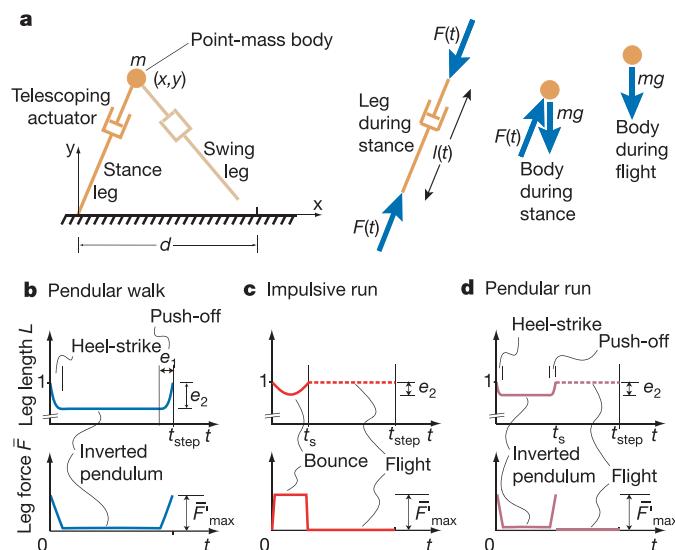 a
m
Point-mass body
(x,y)
Telescoping
actuator
y
Stance
leg
Swing
leg
x
d
F(t)
Leg
during
stance
l(t)
F(t)
F(t)
mg
Body
during
stance
mg
Body
during
flight
b Pendular walk
Push-off
Heel-strike
e1
Leg length L
1
e2
tstep t
Inverted
pendulum
Leg force F̄
F̄'max
0
t
c Impulsive run
1
e2
ts
tstep t
Bounce
Flight
F̄'max
0
t
d Pendular run
Heel-strike
Push-off
1
e2
ts
tstep t
Inverted
pendulum
Flight
F̄'max
0
t